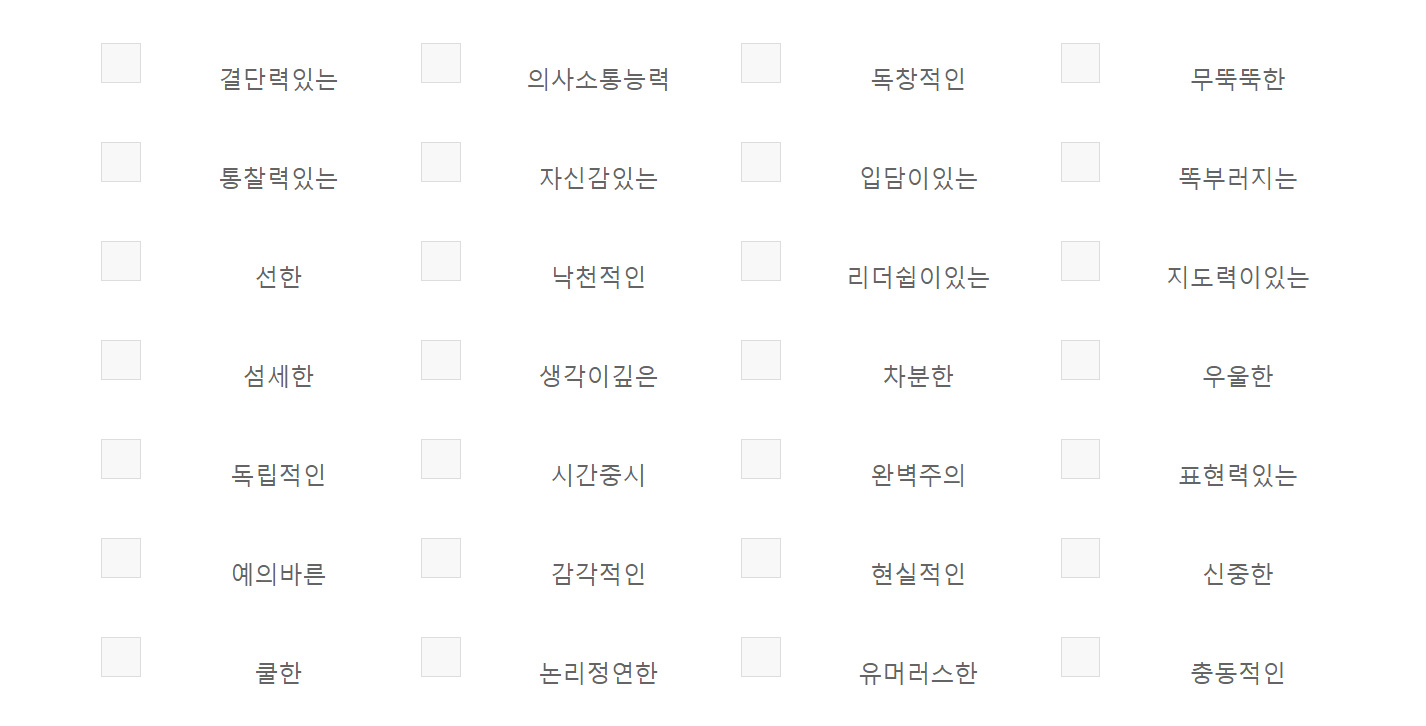 결단력있는 의사소통능력 독창적인 무뚝뚝한
통찰력있는 자신감있는 입담이있는 똑부러지는
선한 낙천적인 리더쉽이있는 지도력이있는
섬세한 생각이깊은 차분한 우울한
독립적인 시간중시 완벽주의 표현력있는
예의바른 감각적인 현실적인 신중한
쿨한 논리정연한 유머러스한 충동적인